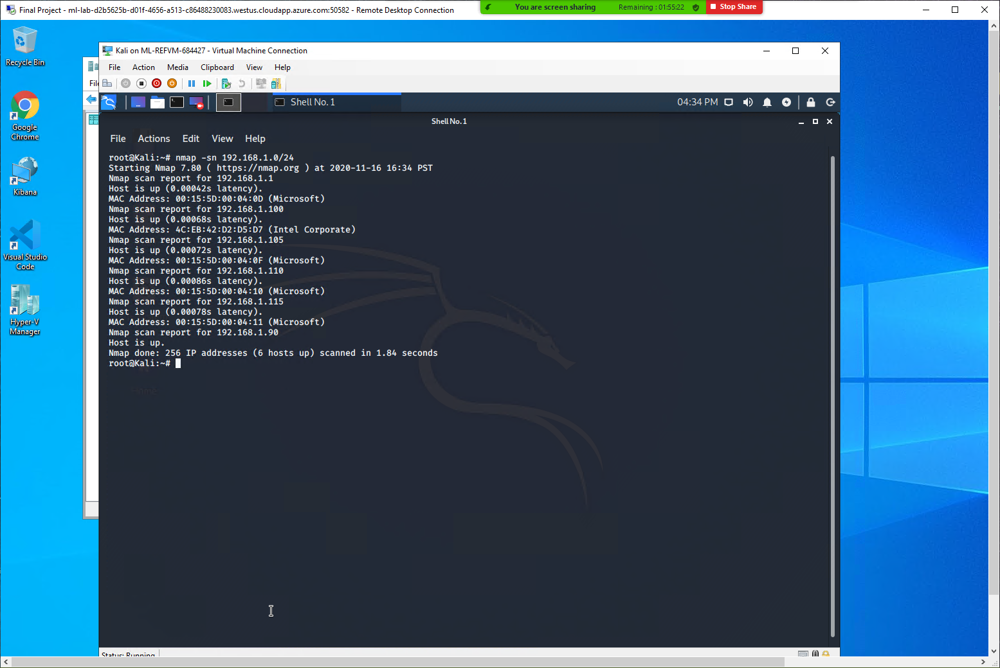 Final Project - ml-lab-d2b5625b-d01f-4656-a513-c86488230083.westus.cloudapp.azure.com:50582 - Remote Desktop Connection
You are screen sharing
Remaining : 01:55:22
Stop Share
Recycle Bin
Google
Chrome
Kibana
Visual Studio
Code
Hyper-V
Manager
Kali on ML-REFVM-684427 - Virtual Machine Connection
File Action Media Clipboard View Help
Shell No. 1
04:34 PM
Shell No. 1
File Actions Edit View Help
root@Kali:~# nmap -sn 192.168.1.0/24
Starting Nmap 7.80 ( https://nmap.org ) at 2020-11-16 16:34 PST
Nmap scan report for 192.168.1.1
Host is up (0.00042s latency).
MAC Address: 00:15:5D:00:04:0D (Microsoft)
Nmap scan report for 192.168.1.100
Host is up (0.00068s latency).
MAC Address: 4C:EB:42:D2:D5:D7 (Intel Corporate)
Nmap scan report for 192.168.1.105
Host is up (0.00072s latency).
MAC Address: 00:15:5D:00:04:0F (Microsoft)
Nmap scan report for 192.168.1.110
Host is up (0.00086s latency).
MAC Address: 00:15:5D:00:04:10 (Microsoft)
Nmap scan report for 192.168.1.115
Host is up (0.00078s latency).
MAC Address: 00:15:5D:00:04:11 (Microsoft)
Nmap scan report for 192.168.1.90
Host is up.
Nmap done: 256 IP addresses (6 hosts up) scanned in 1.84 seconds
root@Kali:~#
Home
Status: Running